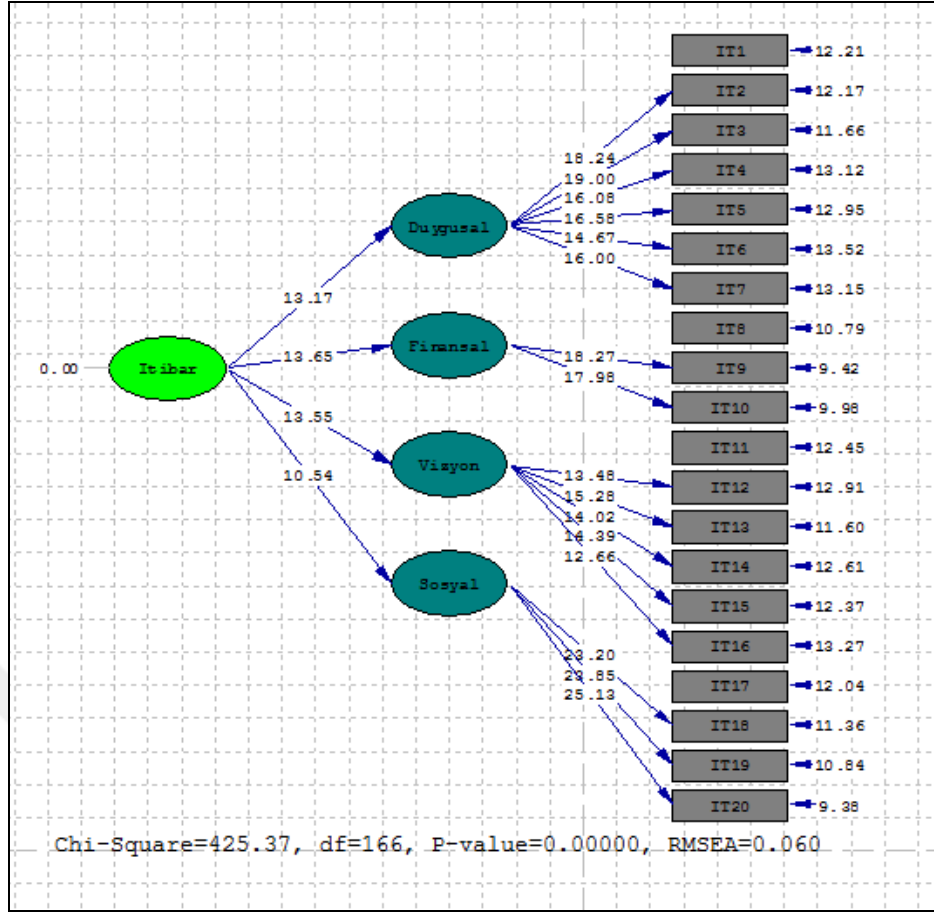 IT1 12.21
IT2 12.17
IT3 11.66
IT4 13.12
IT5 12.95
IT6 13.52
IT7 13.15
IT8 10.79
IT9 9.42
IT10 9.98
IT11 12.45
IT12 12.91
IT13 11.60
IT14 12.61
IT15 12.37
IT16 13.27
IT17 12.04
IT18 11.36
IT19 10.84
IT20 9.38
18.24
19.00
16.08
16.58
14.67
16.00
Duygusal
13.17
18.27
17.98
Finansal
13.65
0.00 Itibar
13.55
13.48
15.28
14.02
14.39
12.66
Vizyon
10.54
Sosyal
23.20
23.85
25.13
Chi-Square=425.37, df=166, P-value=0.00000, RMSEA=0.060